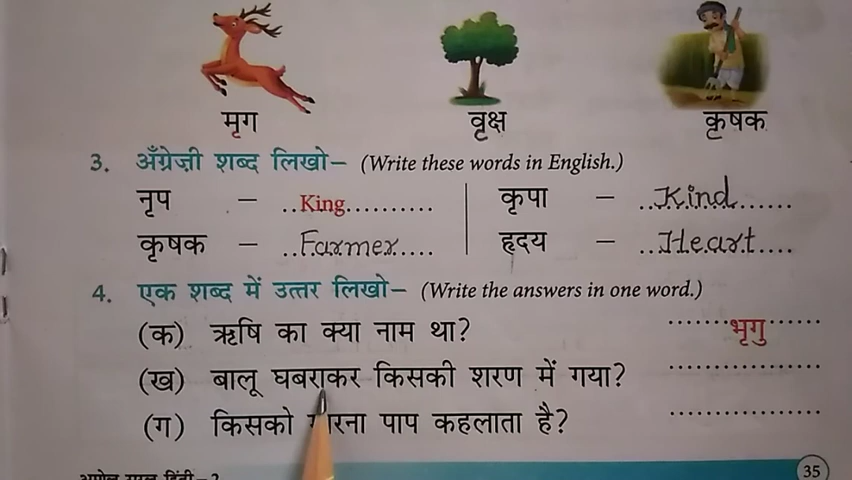 मृग वृक्ष कृषक
3. अँग्रेज़ी शब्द लिखो– (Write these words in English.)
नृप – ..King.......... कृपा – ..Kind.......
कृषक – ..Farmer.... हृदय – ..Heart....
4. एक शब्द में उत्तर लिखो– (Write the answers in one word.)
(क) ऋषि का क्या नाम था? .......भृगु.......
(ख) बालू घबराकर किसकी शरण में गया? ..................
(ग) किसको पाप कहलाता है? ..................
35